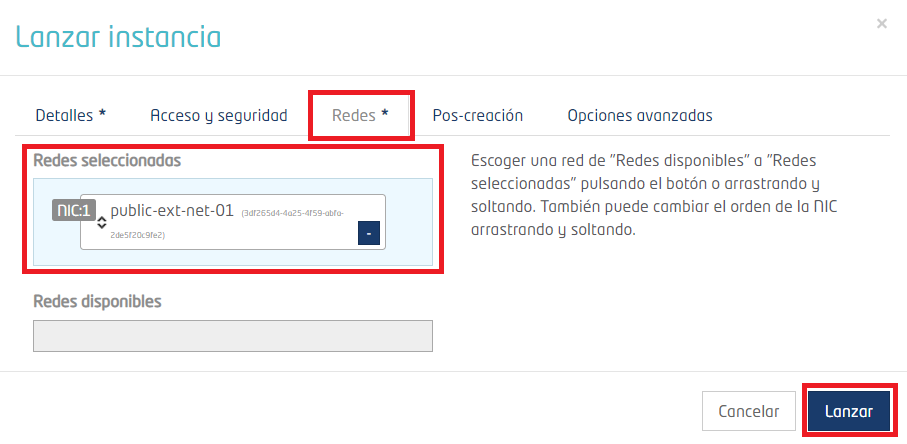 Lanzar instancia
×
Detalles *
Acceso y seguridad
Redes *
Pos-creación
Opciones avanzadas
Redes seleccionadas
NIC:1
public-ext-net-01 (3df265d4-4a25-4f59-abfa-
2de5f20c9fe2)
-
Escoger una red de "Redes disponibles" a "Redes
seleccionadas" pulsando el botón o arrastrando y
soltando. También puede cambiar el orden de la NIC
arrastrando y soltando.
Redes disponibles
Cancelar
Lanzar